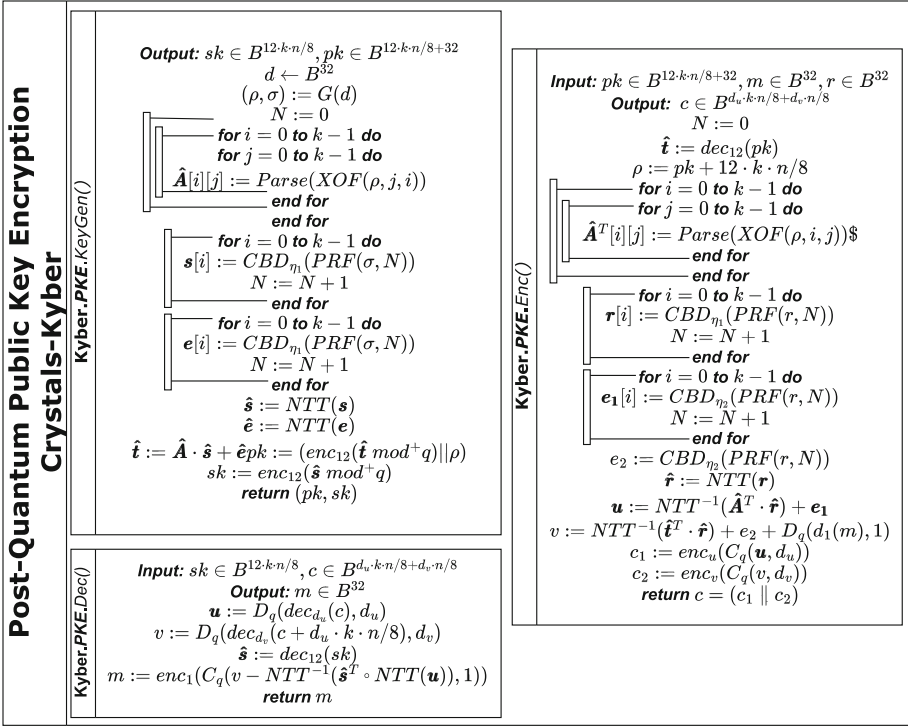 Post-Quantum Public Key Encryption
Crystals-Kyber
Kyber.PKE.KeyGen()
Output: sk ∈ B^{12·k·n/8}, pk ∈ B^{12·k·n/8+32}
d ← B^{32}
(ρ, σ) := G(d)
N := 0
for i = 0 to k − 1 do
for j = 0 to k − 1 do
Â[i][j] := Parse(XOF(ρ, j, i))
end for
end for
for i = 0 to k − 1 do
s[i] := CBD_{η_1}(PRF(σ, N))
N := N + 1
end for
for i = 0 to k − 1 do
e[i] := CBD_{η_1}(PRF(σ, N))
N := N + 1
end for
ŝ := NTT(s)
ê := NTT(e)
t̂ := Â · ŝ + êpk := (enc_{12}(t̂ mod^+q)||ρ)
sk := enc_{12}(ŝ mod^+q)
return (pk, sk)
Kyber.PKE.Dec()
Input: sk ∈ B^{12·k·n/8}, c ∈ B^{d_u·k·n/8+d_v·n/8}
Output: m ∈ B^{32}
u := D_q(dec_{d_u}(c), d_u)
v := D_q(dec_{d_v}(c + d_u · k · n/8), d_v)
ŝ := dec_{12}(sk)
m := enc_1(C_q(v − NTT^{−1}(ŝ^T ∘ NTT(u)), 1))
return m
Kyber.PKE.Enc()
Input: pk ∈ B^{12·k·n/8+32}, m ∈ B^{32}, r ∈ B^{32}
Output: c ∈ B^{d_u·k·n/8+d_v·n/8}
N := 0
t̂ := dec_{12}(pk)
ρ := pk + 12 · k · n/8
for i = 0 to k − 1 do
for j = 0 to k − 1 do
Â^T[i][j] := Parse(XOF(ρ, i, j))$
end for
end for
for i = 0 to k − 1 do
r[i] := CBD_{η_1}(PRF(r, N))
N := N + 1
end for
for i = 0 to k − 1 do
e_1[i] := CBD_{η_2}(PRF(r, N))
N := N + 1
end for
e_2 := CBD_{η_2}(PRF(r, N))
r̂ := NTT(r)
u := NTT^{−1}(Â^T · r̂) + e_1
v := NTT^{−1}(t̂^T · r̂) + e_2 + D_q(d_1(m), 1)
c_1 := enc_u(C_q(u, d_u))
c_2 := enc_v(C_q(v, d_v))
return c = (c_1 ∥ c_2)